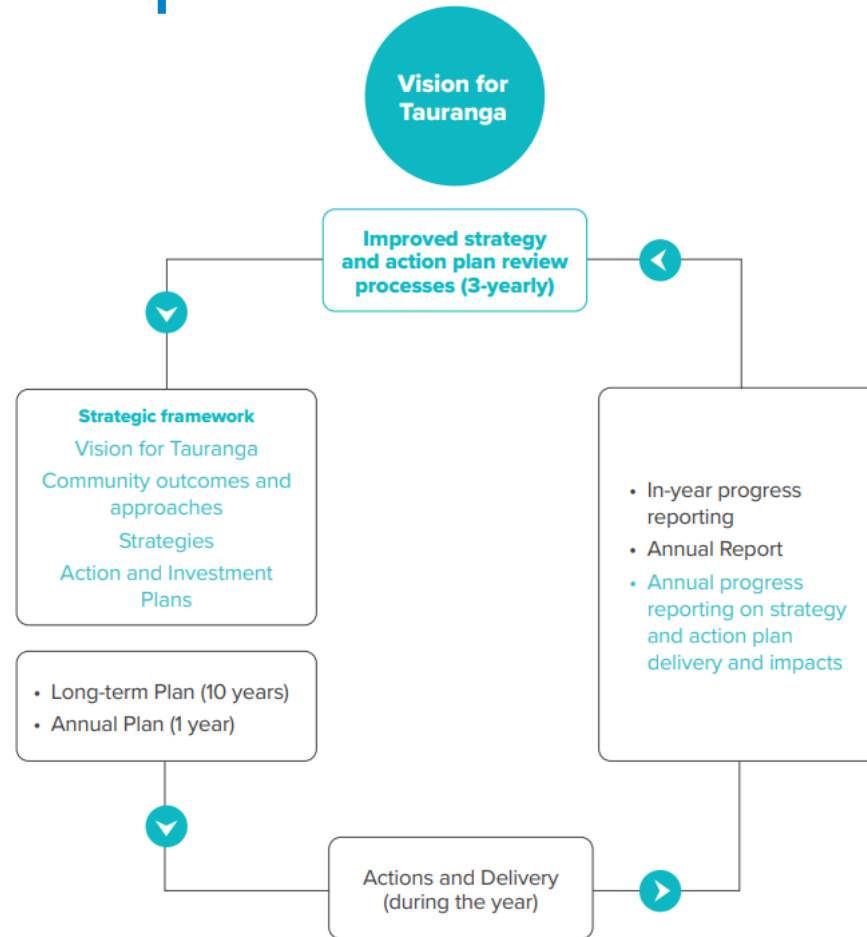 Vision for
Tauranga
Improved strategy
and action plan review
processes (3-yearly)
Strategic framework
Vision for Tauranga
Community outcomes and
approaches
Strategies
Action and Investment
Plans
• Long-term Plan (10 years)
• Annual Plan (1 year)
Actions and Delivery
(during the year)
• In-year progress
reporting
• Annual Report
• Annual progress
reporting on strategy
and action plan
delivery and impacts